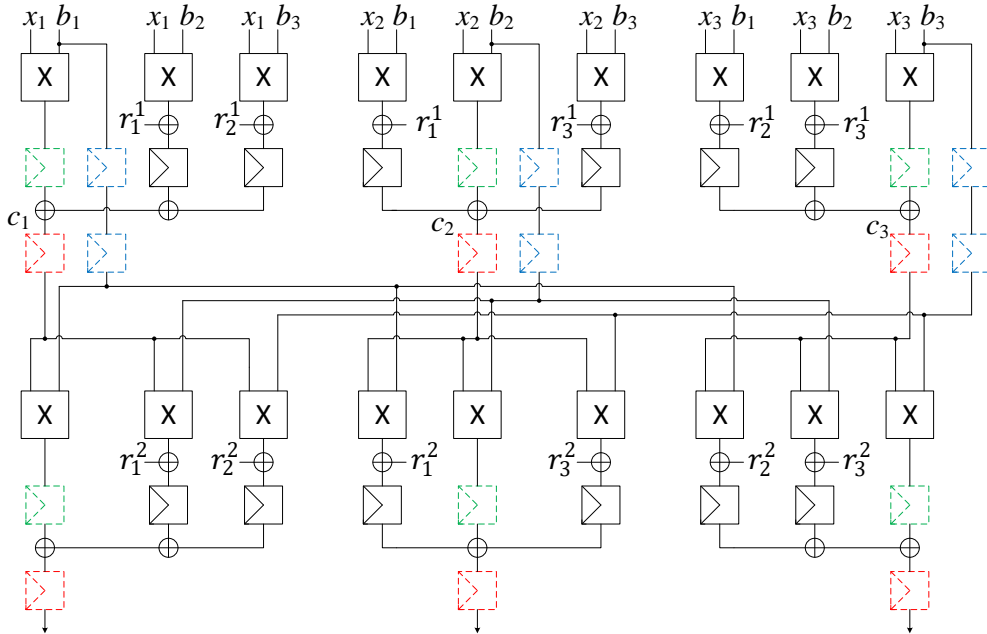 x₁ b₁ x₁ b₂ x₁ b₃ x₂ b₁ x₂ b₂ x₂ b₃ x₃ b₁ x₃ b₂ x₃ b₃
X X X X X X X X X
r₁¹ r₂¹ r₁¹ r₃¹ r₂¹ r₃¹
c₁ c₂ c₃
X X X X X X X X X
r₁² r₂² r₁² r₃² r₂² r₃²